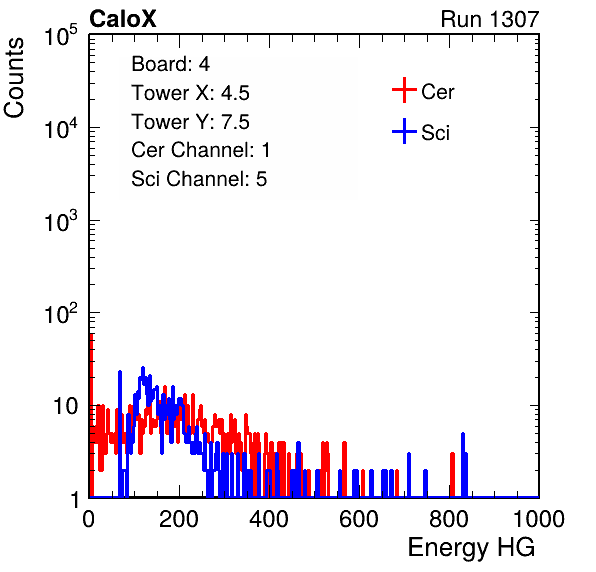 CaloX Run 1307
Counts
10^5
10^4
10^3
10^2
10
1
Board: 4
Tower X: 4.5
Tower Y: 7.5
Cer Channel: 1
Sci Channel: 5
Cer
Sci
0 200 400 600 800 1000
Energy HG